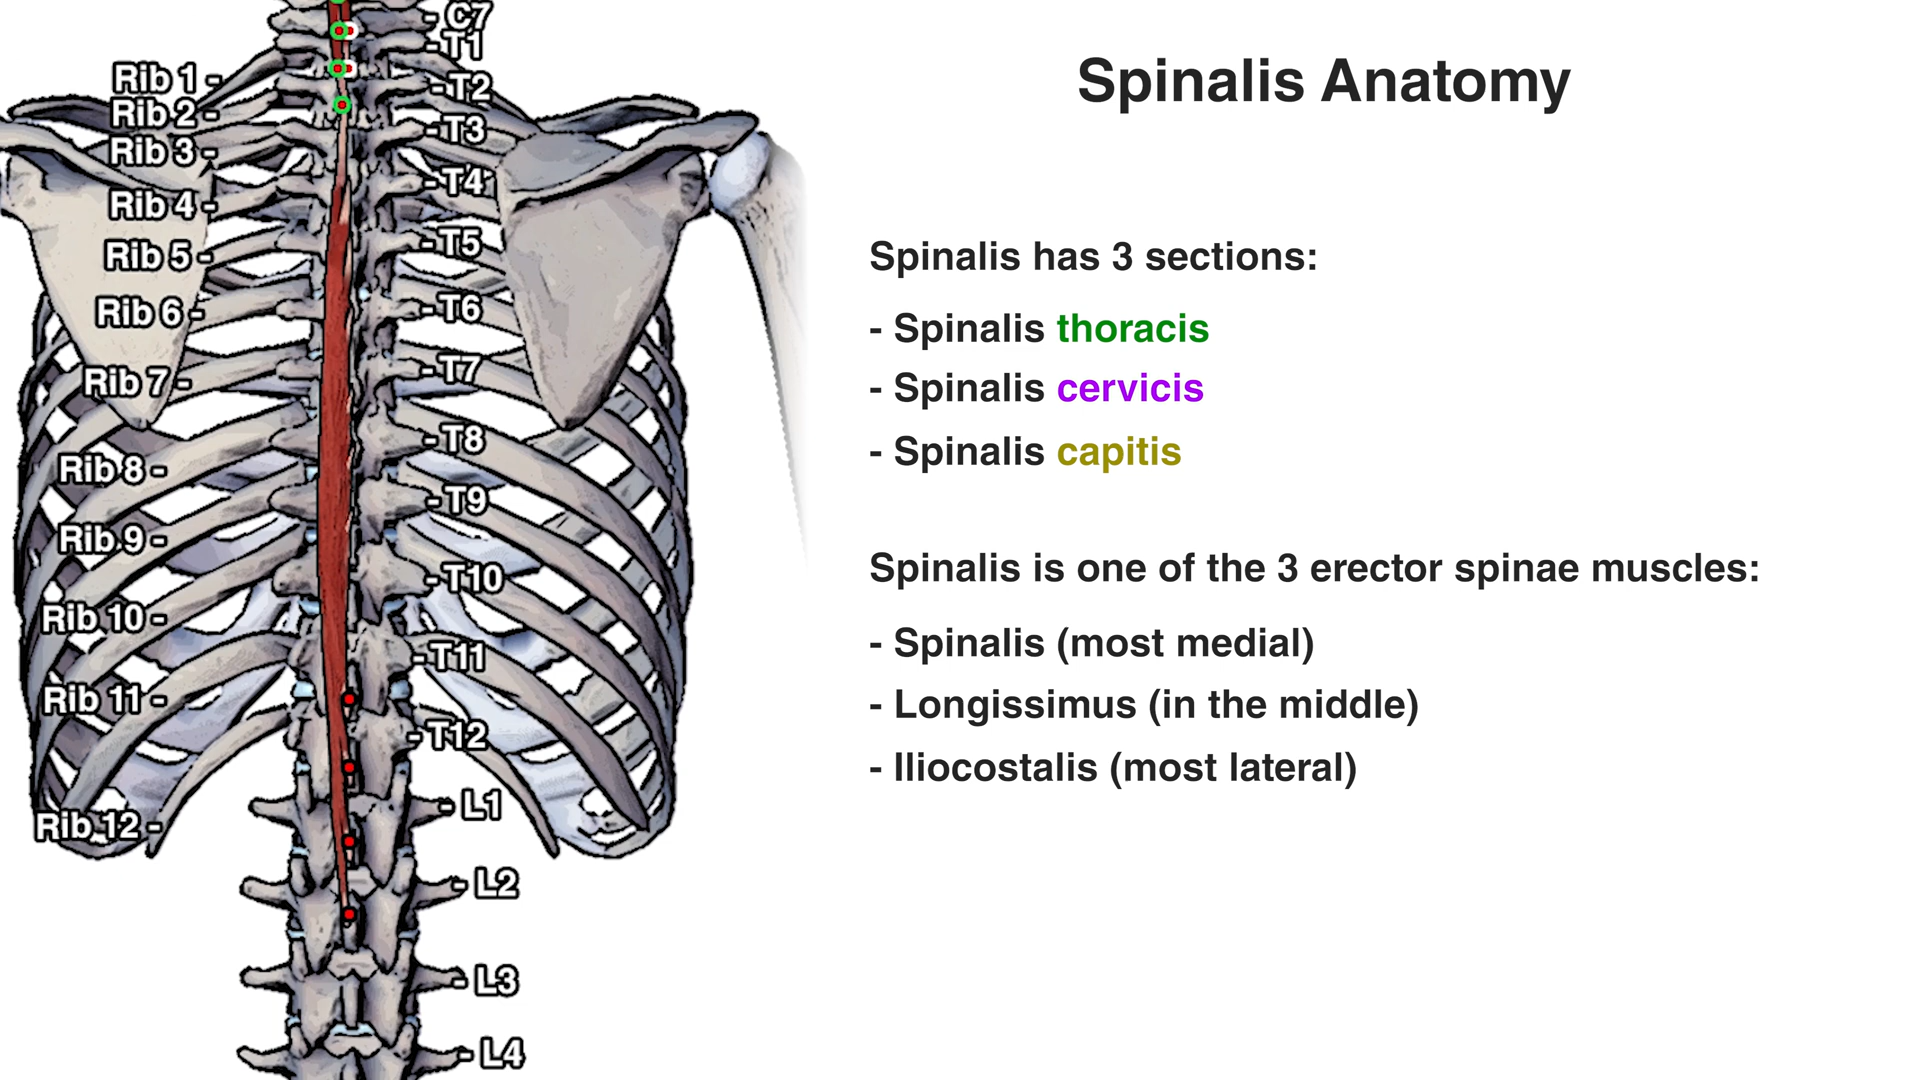 Spinalis Anatomy
- C7
- T1
Rib 1 -
- T2
Rib 2 -
- T3
Rib 3 -
- T4
Rib 4 -
- T5
Rib 5 -
- T6
Rib 6 -
- T7
Rib 7 -
- T8
Rib 8 -
- T9
Rib 9 -
- T10
Rib 10 -
- T11
Rib 11 -
- T12
- L1
Rib 12 -
- L2
- L3
- L4
Spinalis has 3 sections:
- Spinalis thoracis
- Spinalis cervicis
- Spinalis capitis
Spinalis is one of the 3 erector spinae muscles:
- Spinalis (most medial)
- Longissimus (in the middle)
- Iliocostalis (most lateral)